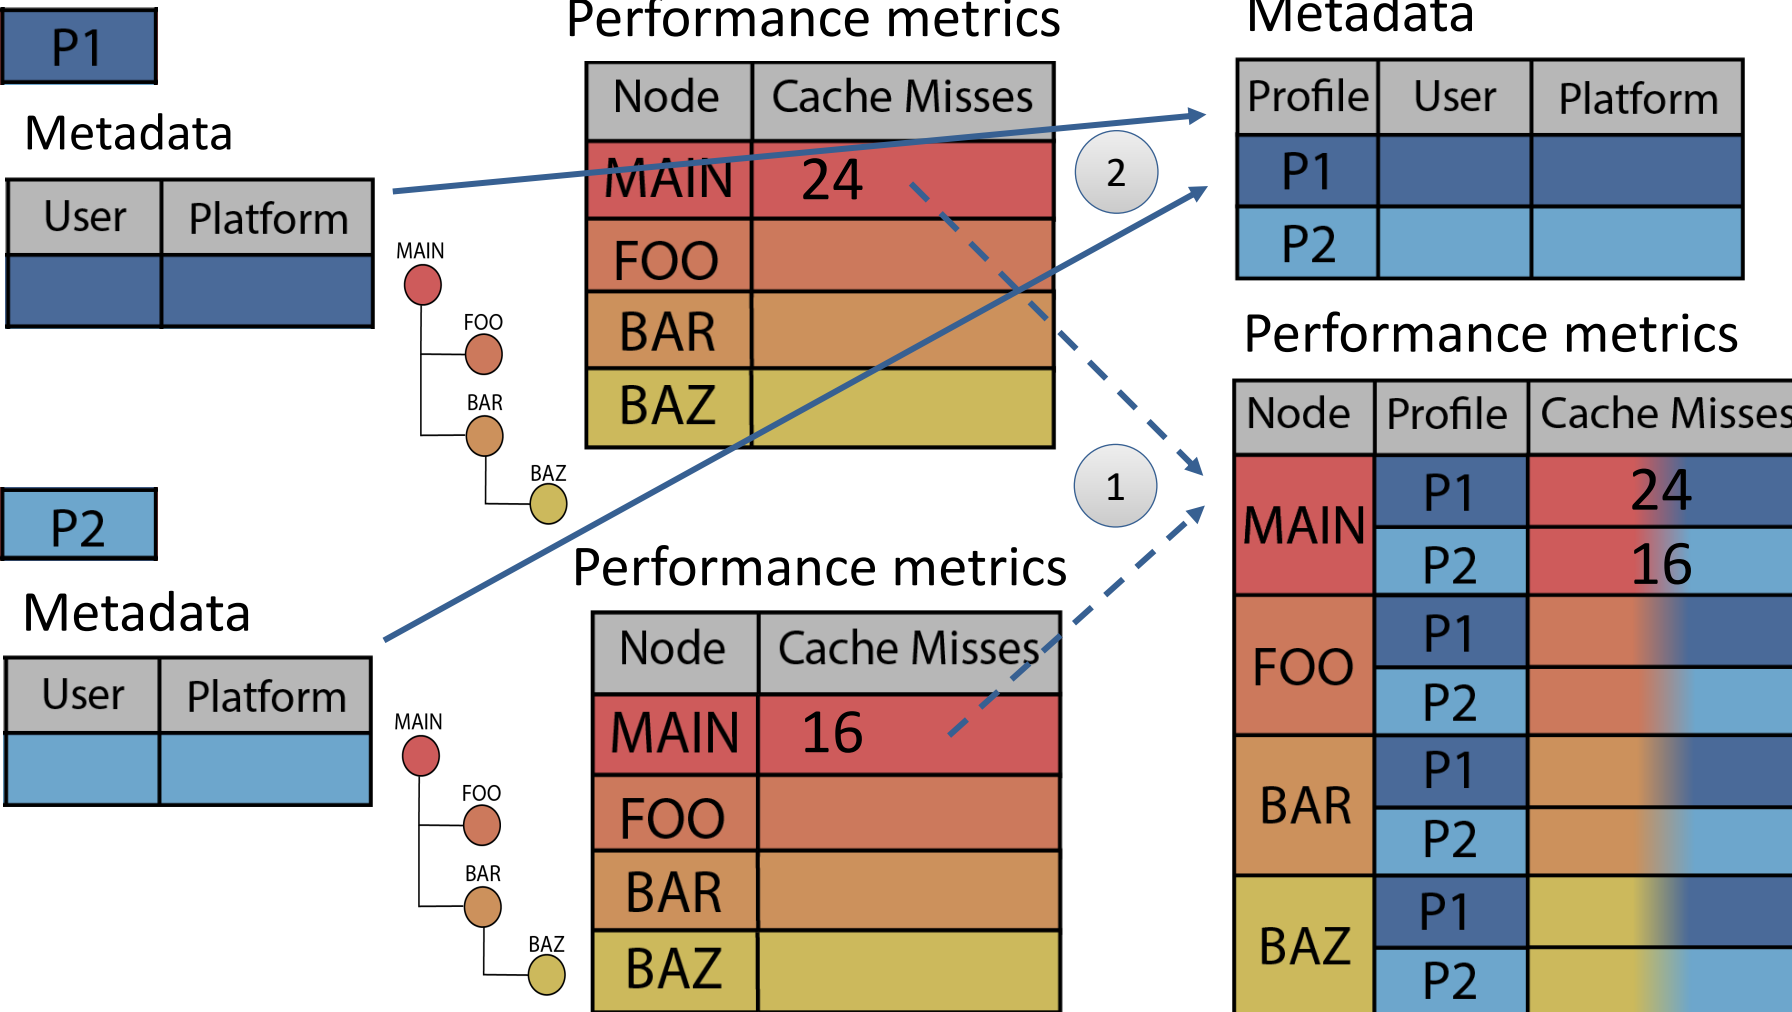 P1
Metadata
User Platform
MAIN
FOO
BAR
BAZ
Performance metrics
Node Cache Misses
MAIN 24
FOO
BAR
BAZ
P2
Metadata
User Platform
MAIN
FOO
BAR
BAZ
Performance metrics
Node Cache Misses
MAIN 16
FOO
BAR
BAZ
2
1
Metadata
Profile User Platform
P1
P2
Performance metrics
Node Profile Cache Misses
MAIN P1 24
P2 16
FOO P1
P2
BAR P1
P2
BAZ P1
P2